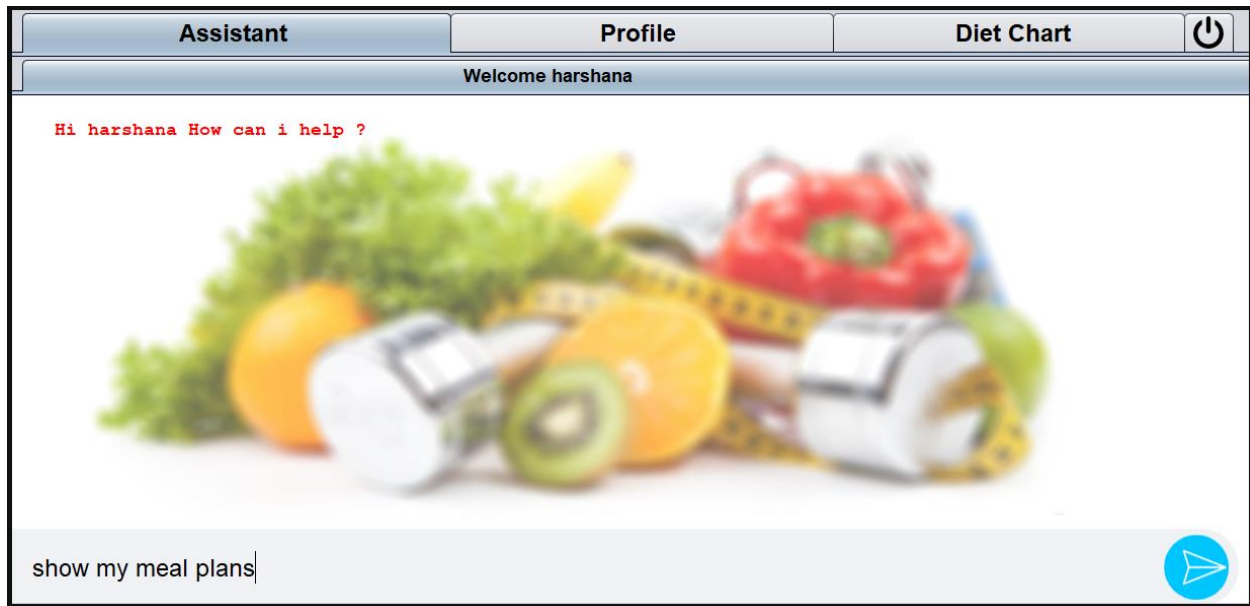 Assistant Profile Diet Chart
Welcome harshana
Hi harshana How can i help ?
show my meal plans